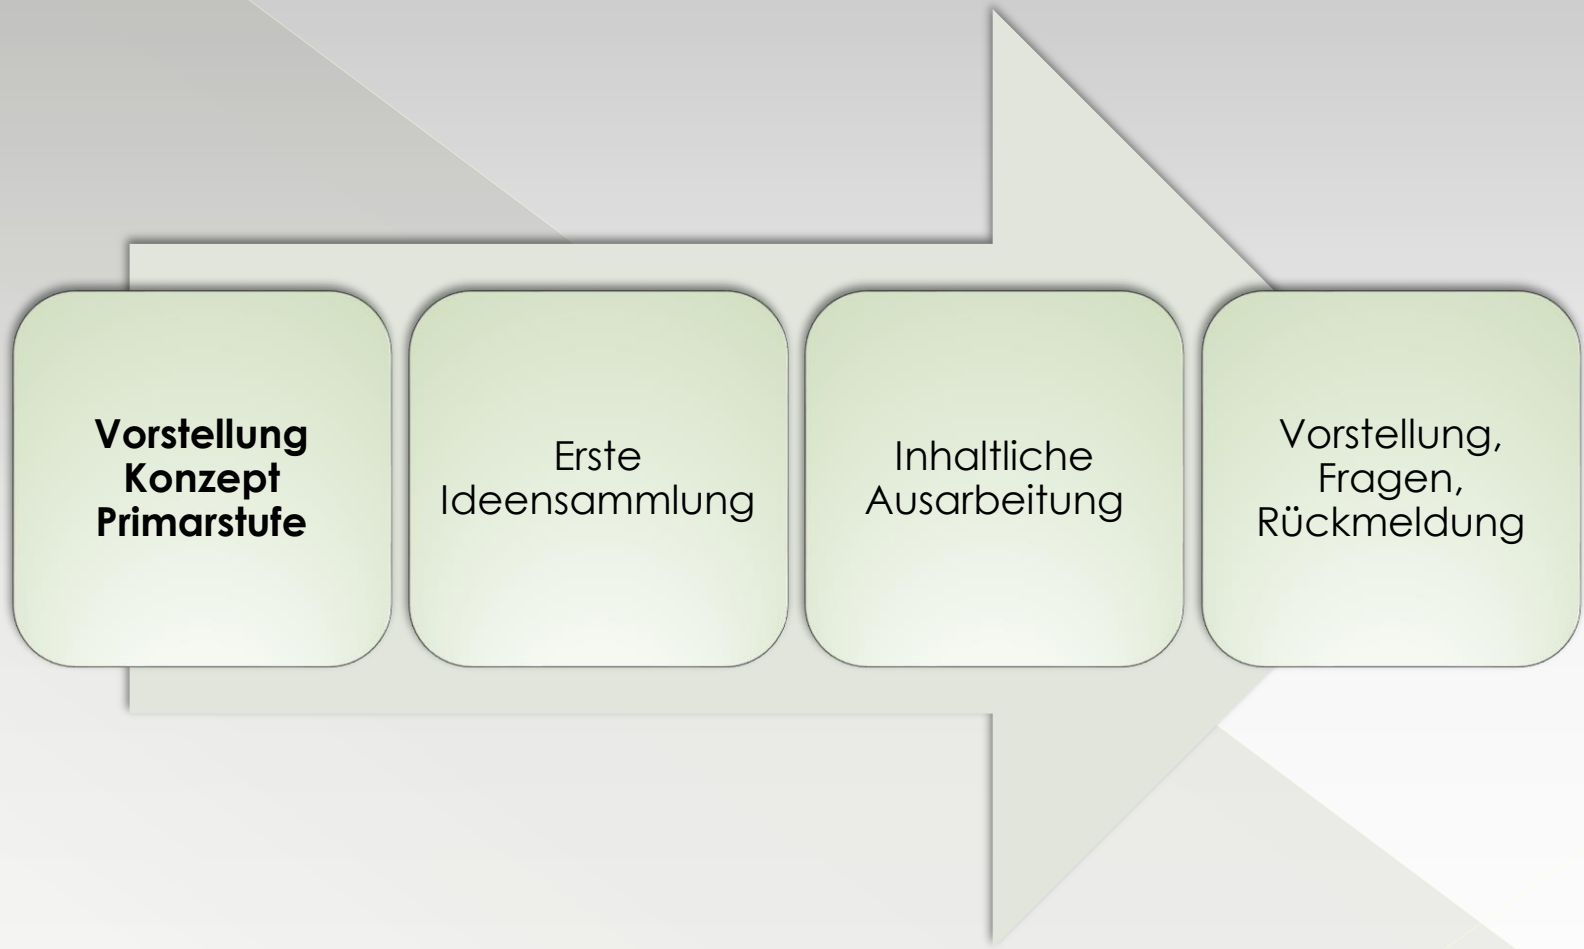 Vorstellung
Konzept
Primarstufe
Erste
Ideensammlung
Inhaltliche
Ausarbeitung
Vorstellung,
Fragen,
Rückmeldung